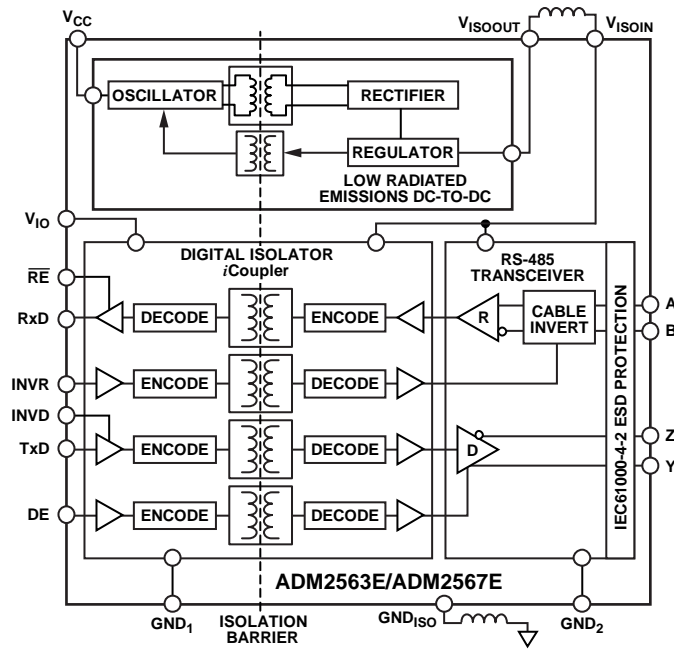 VCC
VISOOUT
VISOIN
OSCILLATOR
RECTIFIER
REGULATOR
LOW RADIATED
EMISSIONS DC-TO-DC
VIO
DIGITAL ISOLATOR
iCoupler
RS-485
TRANSCEIVER
RE
RxD
DECODE
ENCODE
R
CABLE
INVERT
A
B
INVR
ENCODE
DECODE
INVD
TxD
ENCODE
DECODE
D
Z
Y
DE
ENCODE
DECODE
IEC61000-4-2 ESD PROTECTION
ADM2563E/ADM2567E
GND1
ISOLATION
BARRIER
GNDISO
GND2